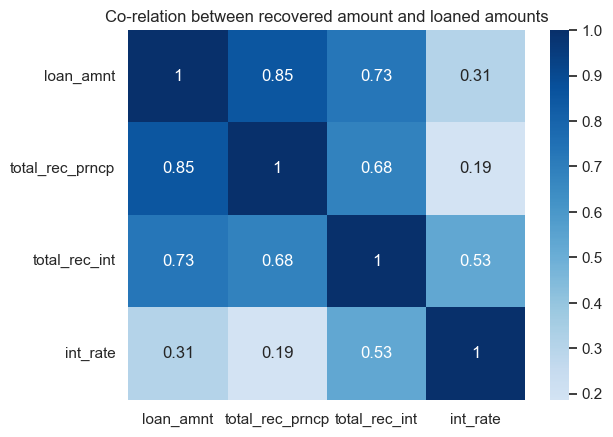 Co-relation between recovered amount and loaned amounts
loan_amnt 1 0.85 0.73 0.31
total_rec_prncp 0.85 1 0.68 0.19
total_rec_int 0.73 0.68 1 0.53
int_rate 0.31 0.19 0.53 1
loan_amnt total_rec_prncp total_rec_int int_rate
1.0
0.9
0.8
0.7
0.6
0.5
0.4
0.3
0.2